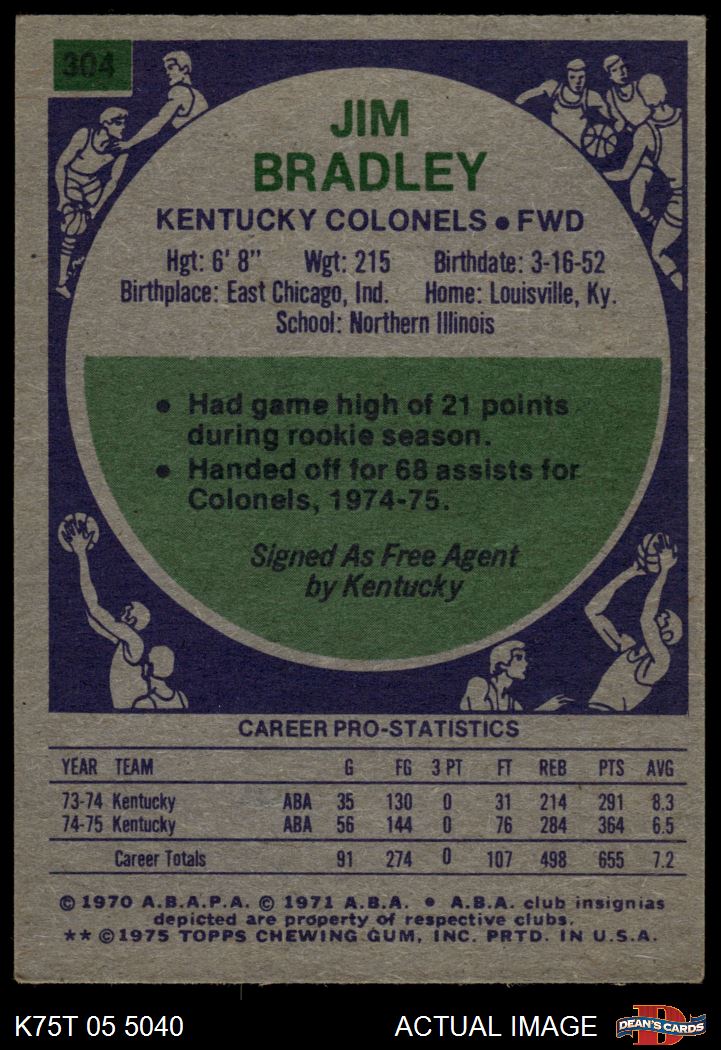 304
JIM
BRADLEY
KENTUCKY COLONELS • FWD
Hgt: 6' 8" Wgt: 215 Birthdate: 3-16-52
Birthplace: East Chicago, Ind. Home: Louisville, Ky.
School: Northern Illinois
• Had game high of 21 points
during rookie season.
• Handed off for 68 assists for
Colonels, 1974-75.
Signed As Free Agent
by Kentucky
CAREER PRO-STATISTICS
YEAR TEAM G FG 3 PT FT REB PTS AVG
73-74 Kentucky ABA 35 130 0 31 214 291 8.3
74-75 Kentucky ABA 56 144 0 76 284 364 6.5
Career Totals 91 274 0 107 498 655 7.2
© 1970 A.B.A.P.A. © 1971 A.B.A. • A.B.A. club insignias
depicted are property of respective clubs.
** © 1975 TOPPS CHEWING GUM, INC. PRTD. IN U.S.A.
K75T 05 5040 ACTUAL IMAGE D DEAN'S CARDS